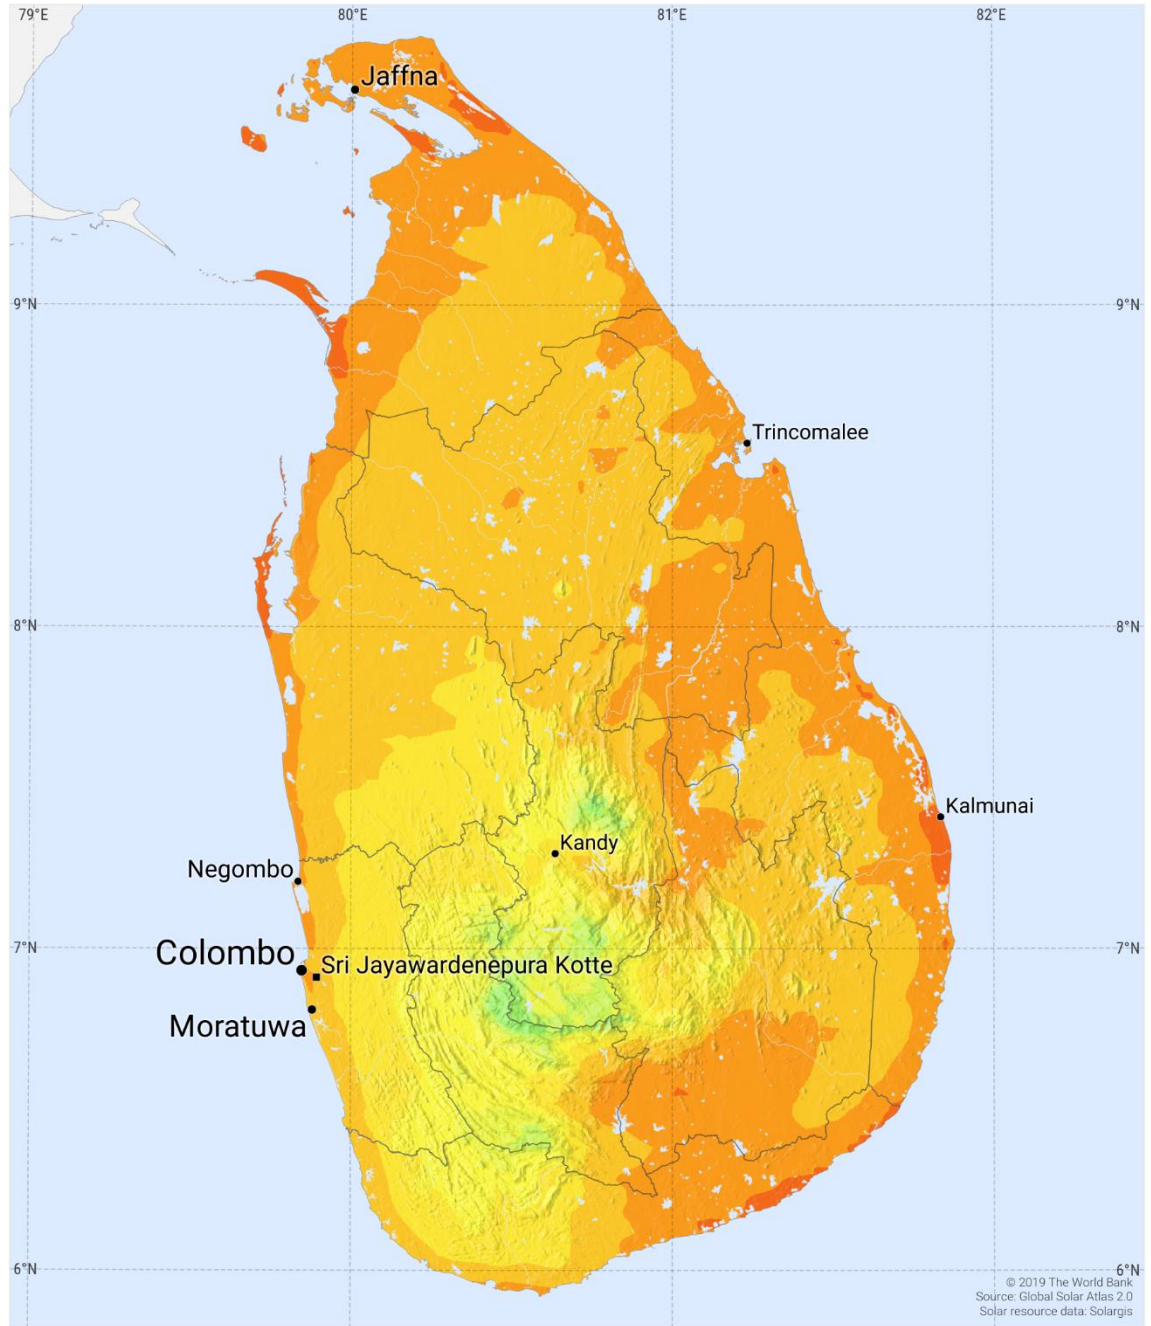 79°E 80°E 81°E 82°E
Jaffna
9°N 9°N
Trincomalee
8°N 8°N
Kalmunai
Kandy
Negombo
7°N 7°N
Colombo
Sri Jayawardenepura Kotte
Moratuwa
6°N 6°N
© 2019 The World Bank
Source: Global Solar Atlas 2.0
Solar resource data: Solargis